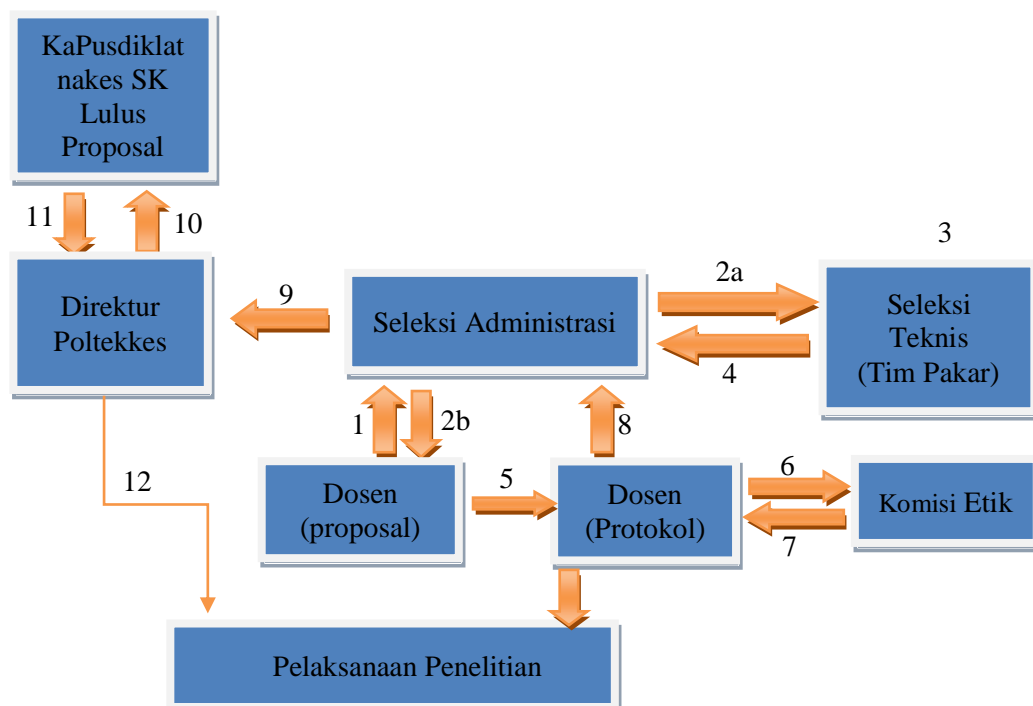 KaPusdiklat
nakes SK
Lulus
Proposal
11
10
3
Direktur
Poltekkes
9
Seleksi Administrasi
2a
4
Seleksi
Teknis
(Tim Pakar)
1
2b
8
12
Dosen
(proposal)
5
Dosen
(Protokol)
6
7
Komisi Etik
Pelaksanaan Penelitian